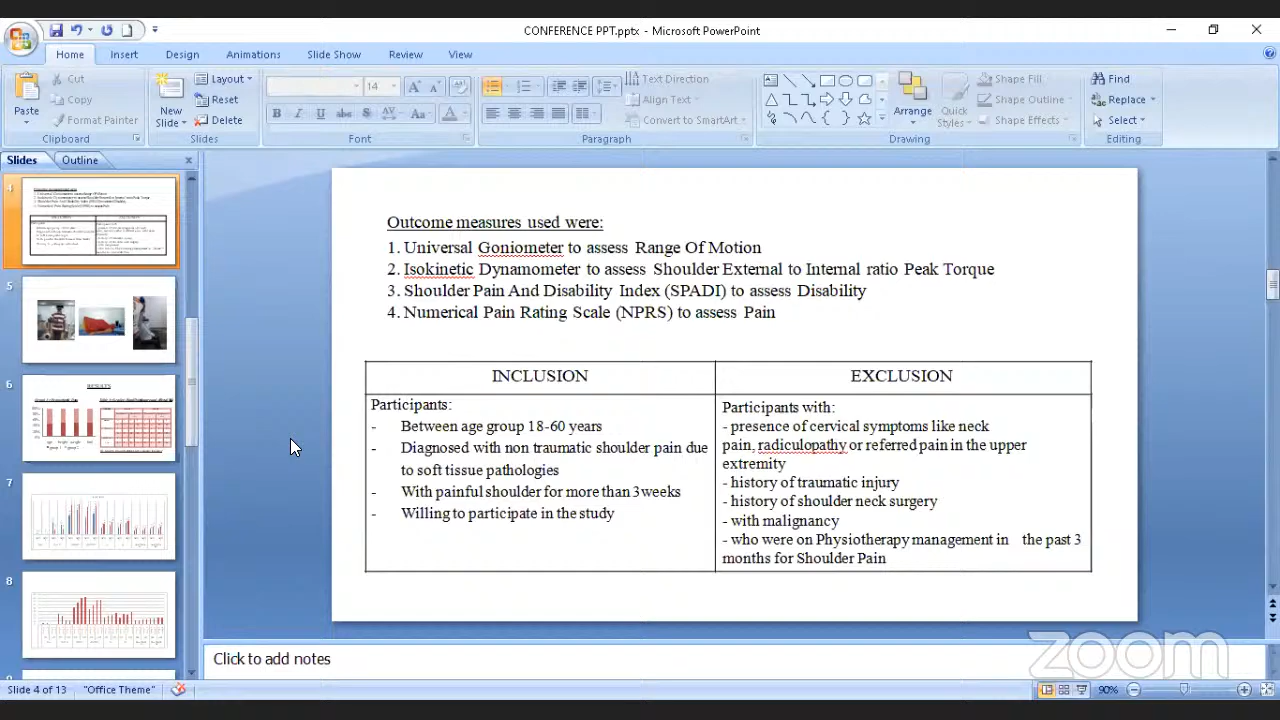 CONFERENCE PPT.pptx - Microsoft PowerPoint
Home Insert Design Slide Show Animations Review View
Paste
Cut
Copy
Format Painter
Clipboard
New Slide
Layout
Reset
Delete
Slides
14
Font
Text Direction
Align Text
Convert to SmartArt
Paragraph
Arrange
Quick Styles
Shape Fill
Shape Outline
Shape Effects
Drawing
Find
Replace
Select
Editing
Slides Outline
4
5
6
RESULTS
7
8
Outcome measures used were:
1. Universal Goniometer to assess Range Of Motion
2. Isokinetic Dynamometer to assess Shoulder External to Internal ratio Peak Torque
3. Shoulder Pain And Disability Index (SPADI) to assess Disability
4. Numerical Pain Rating Scale (NPRS) to assess Pain
INCLUSION
Participants:
- Between age group 18-60 years
- Diagnosed with non traumatic shoulder pain due
to soft tissue pathologies
- With painful shoulder for more than 3weeks
- Willing to participate in the study
EXCLUSION
Participants with:
- presence of cervical symptoms like neck
pain, radiculopathy or referred pain in the upper
extremity
- history of traumatic injury
- history of shoulder neck surgery
- with malignancy
- who were on Physiotherapy management in the past 3
months for Shoulder Pain
Click to add notes
zoom
Slide 4 of 13 "Office Theme" 90%